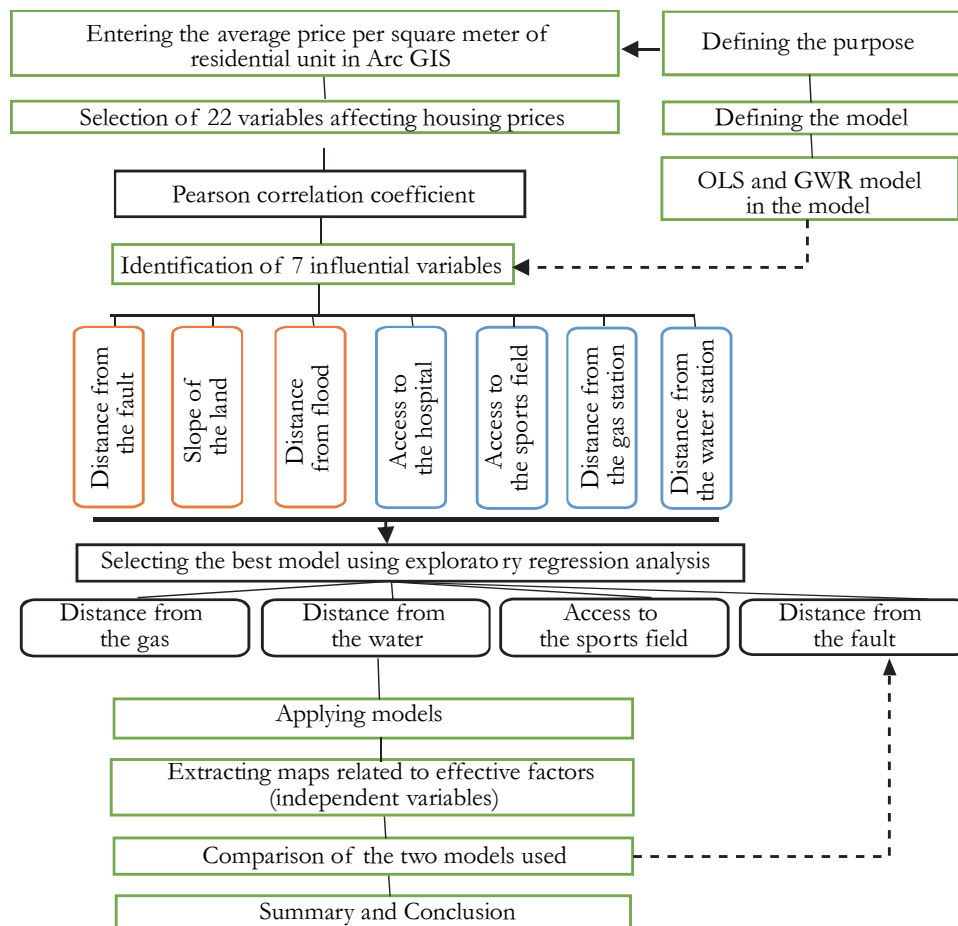 Entering the average price per square meter of
residential unit in Arc GIS
Defining the purpose
Selection of 22 variables affecting housing prices
Defining the model
Pearson correlation coefficient
OLS and GWR model
in the model
Identification of 7 influential variables
Distance from
the fault
Slope of
the land
Distance
from flood
Access to
the hospital
Access to
the sports field
Distance from
the gas station
Distance from
the water station
Selecting the best model using exploratory regression analysis
Distance from
the gas
Distance from
the water
Access to
the sports field
Distance from
the fault
Applying models
Extracting maps related to effective factors
(independent variables)
Comparison of the two models used
Summary and Conclusion